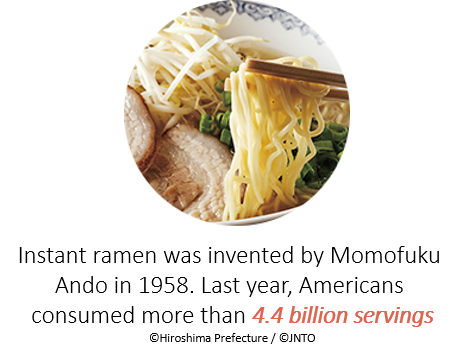 Instant ramen was invented by Momofuku
Ando in 1958. Last year, Americans
consumed more than 4.4 billion servings
©Hiroshima Prefecture / ©JNTO